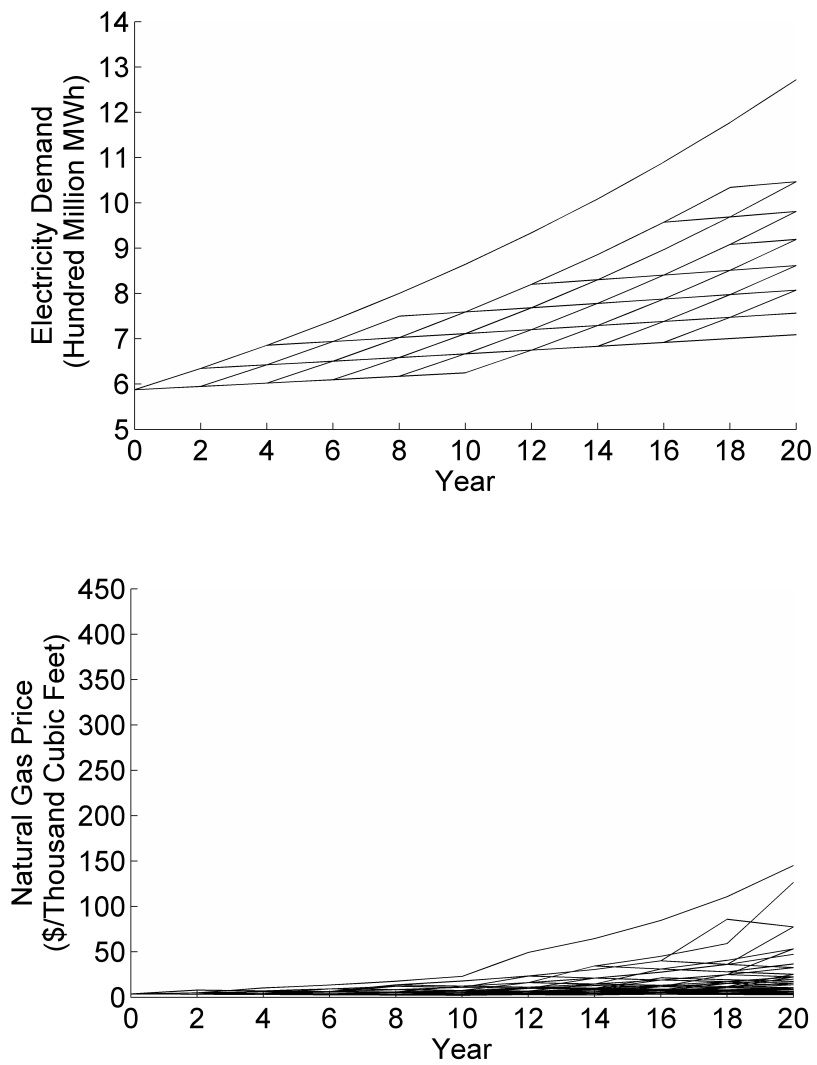 14
13
12
11
10
9
8
7
6
5
Electricity Demand
(Hundred Million MWh)
0 2 4 6 8 10 12 14 16 18 20
Year
450
400
350
300
250
200
150
100
50
0
Natural Gas Price
($/Thousand Cubic Feet)
0 2 4 6 8 10 12 14 16 18 20
Year